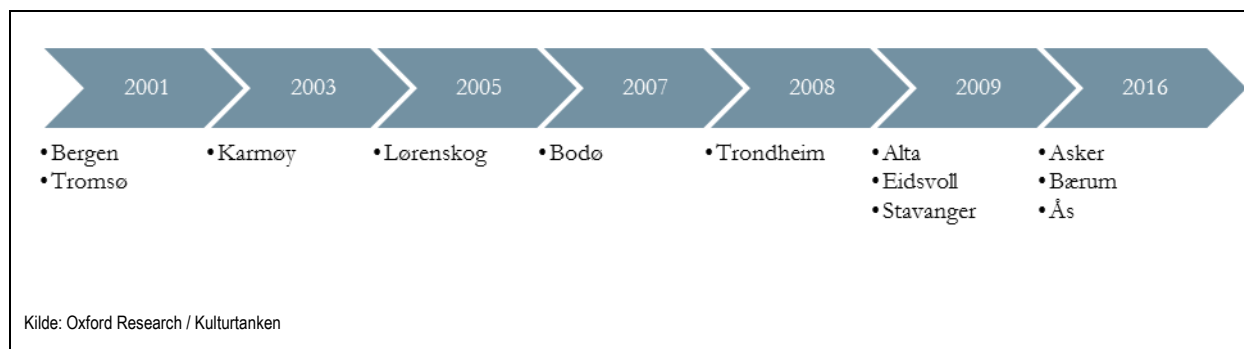 2001 2003 2005 2007 2008 2009 2016
•Bergen •Karmøy •Lørenskog •Bodø •Trondheim •Alta •Asker
•Tromsø •Eidsvoll •Bærum
•Stavanger •Ås
Kilde: Oxford Research / Kulturtanken